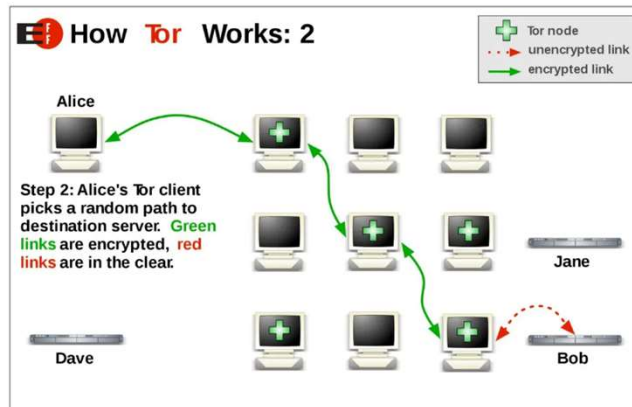 EFF How Tor Works: 2
Tor node
unencrypted link
encrypted link
Alice
Step 2: Alice's Tor client
picks a random path to
destination server. Green
links are encrypted, red
links are in the clear.
Jane
Dave
Bob